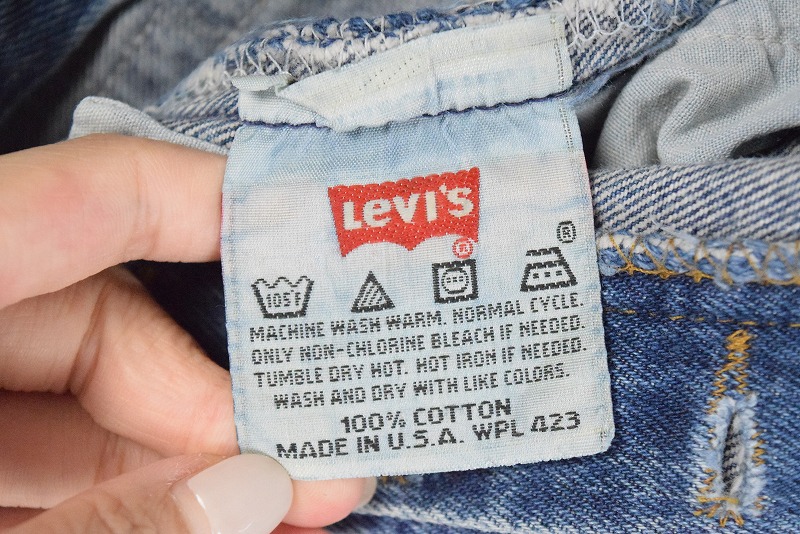 LEVI'S
®
®
105F
MACHINE WASH WARM. NORMAL CYCLE.
ONLY NON-CHLORINE BLEACH IF NEEDED.
TUMBLE DRY HOT. HOT IRON IF NEEDED.
WASH AND DRY WITH LIKE COLORS.
100% COTTON
MADE IN U.S.A. WPL 423